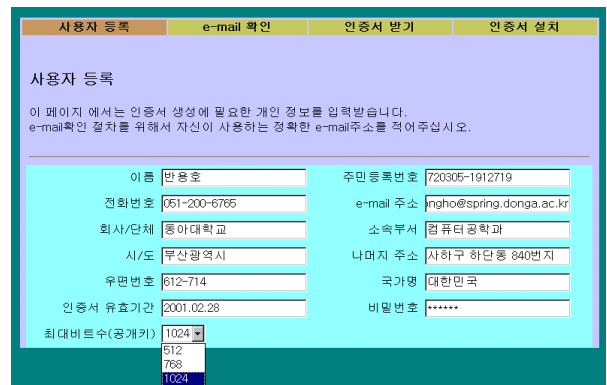 사용자 등록 e-mail 확인 인증서 받기 인증서 설치
사용자 등록
이 페이지 에서는 인증서 생성에 필요한 개인 정보를 입력받습니다.
e-mail확인 절차를 위해서 자신이 사용하는 정확한 e-mail주소를 적어주십시오.
이름 반용호 주민등록번호 720305-1912719
전화번호 051-200-6765 e-mail 주소 ongho@spring.donga.ac.kr
회사/단체 동아대학교 소속부서 컴퓨터공학과
시/도 부산광역시 나머지 주소 사하구 하단동 840번지
우편번호 612-714 국가명 대한민국
인증서 유효기간 2001.02.28 비밀번호 ******
최대비트수(공개키) 1024
512
768
1024